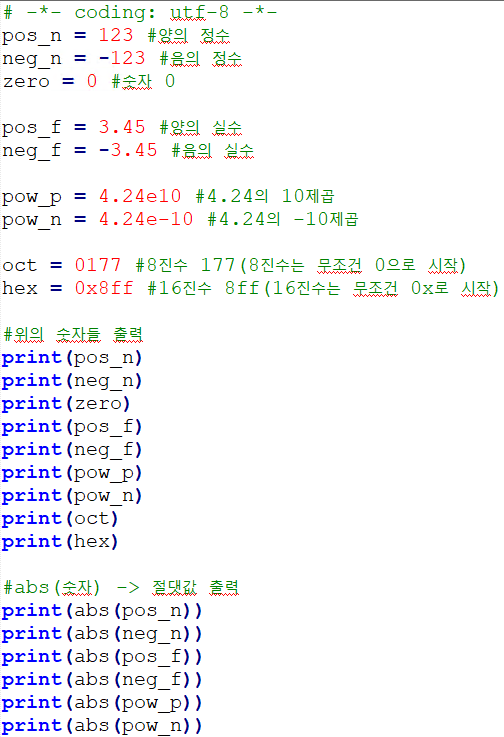 # -*- coding: utf-8 -*-
pos_n = 123 #양의 정수
neg_n = -123 #음의 정수
zero = 0 #숫자 0
pos_f = 3.45 #양의 실수
neg_f = -3.45 #음의 실수
pow_p = 4.24e10 #4.24의 10제곱
pow_n = 4.24e-10 #4.24의 -10제곱
oct = 0177 #8진수 177(8진수는 무조건 0으로 시작)
hex = 0x8ff #16진수 8ff(16진수는 무조건 0x로 시작)
#위의 숫자들 출력
print(pos_n)
print(neg_n)
print(zero)
print(pos_f)
print(neg_f)
print(pow_p)
print(pow_n)
print(oct)
print(hex)
#abs(숫자) -> 절댓값 출력
print(abs(pos_n))
print(abs(neg_n))
print(abs(pos_f))
print(abs(neg_f))
print(abs(pow_p))
print(abs(pow_n))